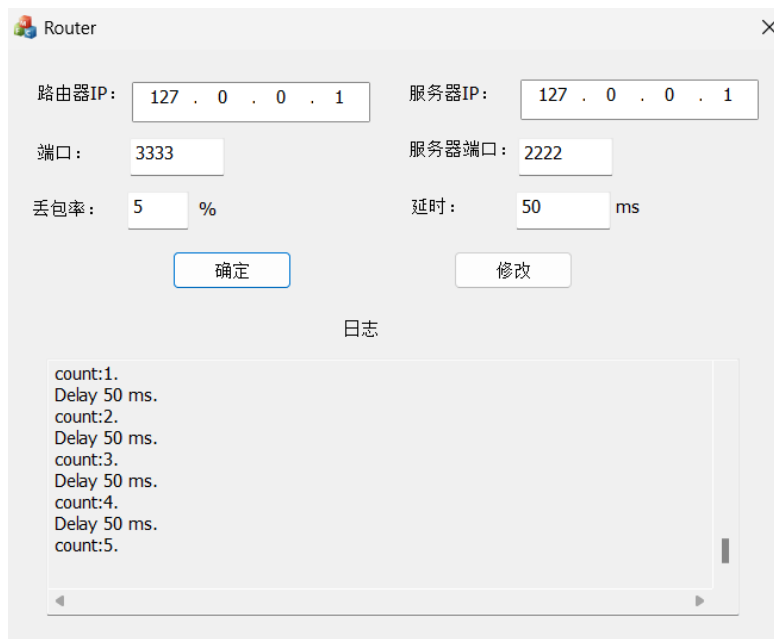 Router
路由器IP： 127 . 0 . 0 . 1 服务器IP： 127 . 0 . 0 . 1
端口： 3333 服务器端口： 2222
丢包率： 5 % 延时： 50 ms
确定 修改
日志
count:1.
Delay 50 ms.
count:2.
Delay 50 ms.
count:3.
Delay 50 ms.
count:4.
Delay 50 ms.
count:5.